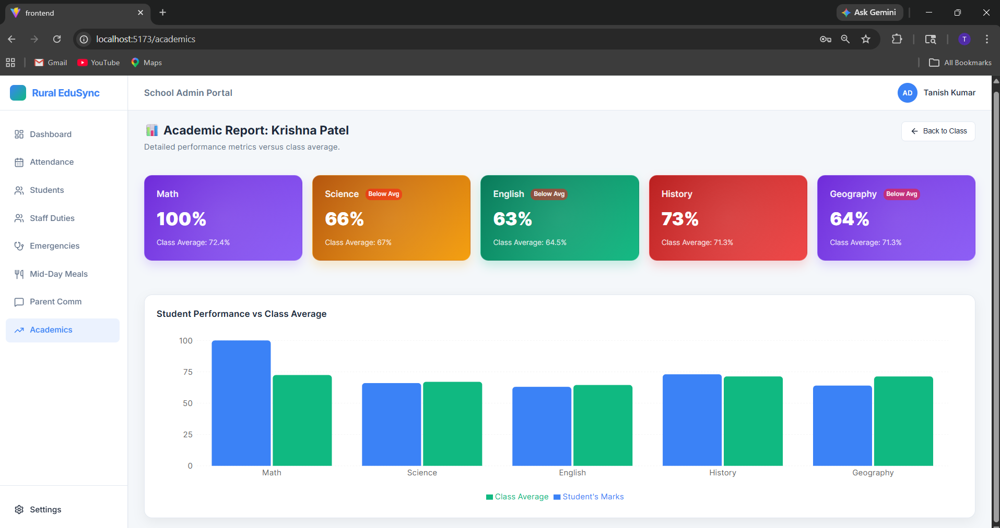 frontend
Ask Gemini
localhost:5173/academics
T
Gmail YouTube Maps All Bookmarks
Rural EduSync
School Admin Portal
AD Tanish Kumar
Dashboard
Attendance
Students
Staff Duties
Emergencies
Mid-Day Meals
Parent Comm
Academics
Settings
Academic Report: Krishna Patel
Back to Class
Detailed performance metrics versus class average.
Math
100%
Class Average: 72.4%
Science Below Avg
66%
Class Average: 67%
English Below Avg
63%
Class Average: 64.5%
History
73%
Class Average: 71.3%
Geography Below Avg
64%
Class Average: 71.3%
Student Performance vs Class Average
100
75
50
25
0
Math Science English History Geography
Class Average Student's Marks